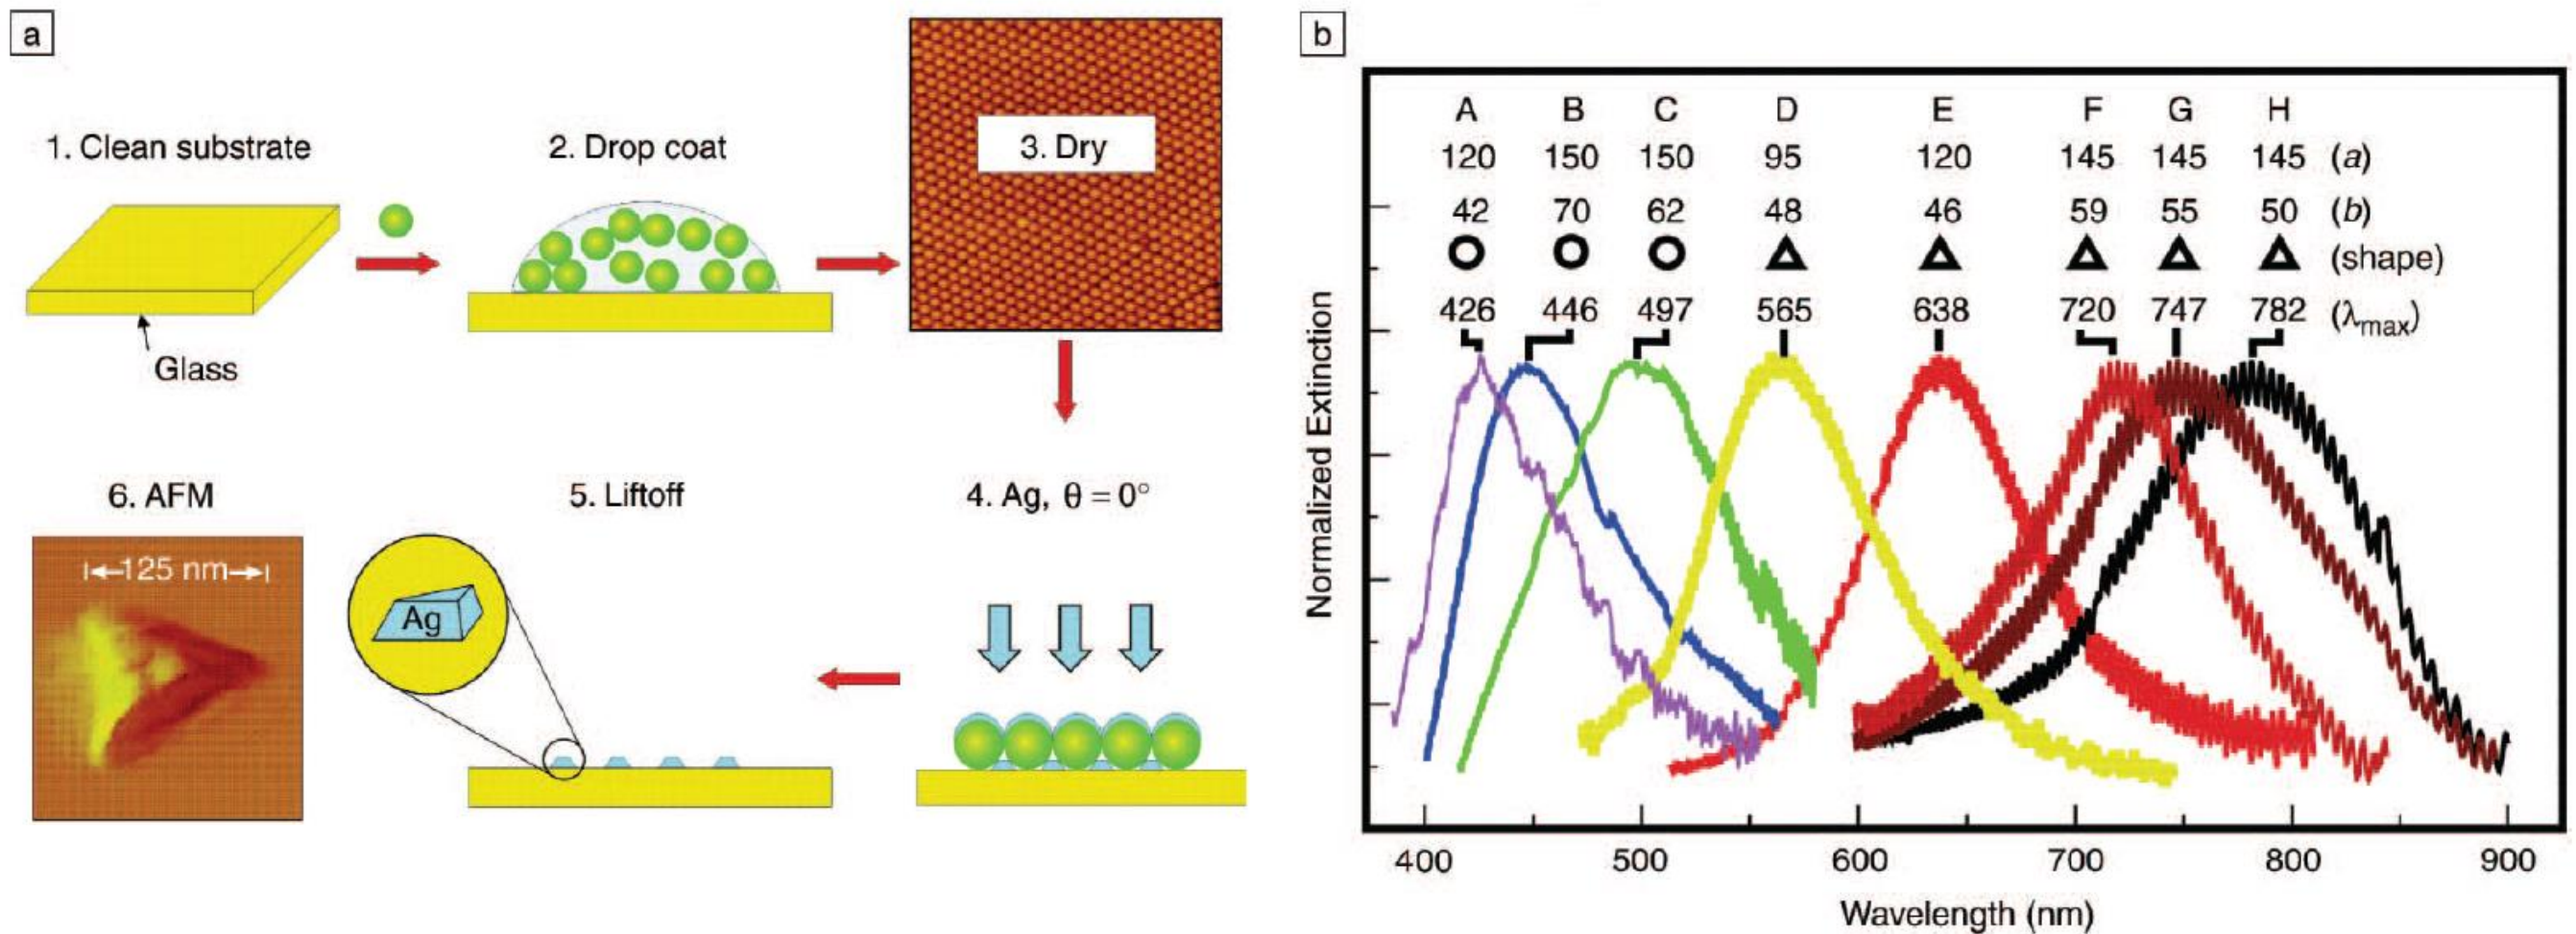 a
1. Clean substrate
2. Drop coat
3. Dry
Glass
6. AFM
5. Liftoff
4. Ag, θ = 0°
125 nm
Ag
b
A B C D E F G H
120 150 150 95 120 145 145 145 (a)
42 70 62 48 46 59 55 50 (b)
(shape)
426 446 497 565 638 720 747 782 (λmax)
Normalized Extinction
400 500 600 700 800 900
Wavelength (nm)